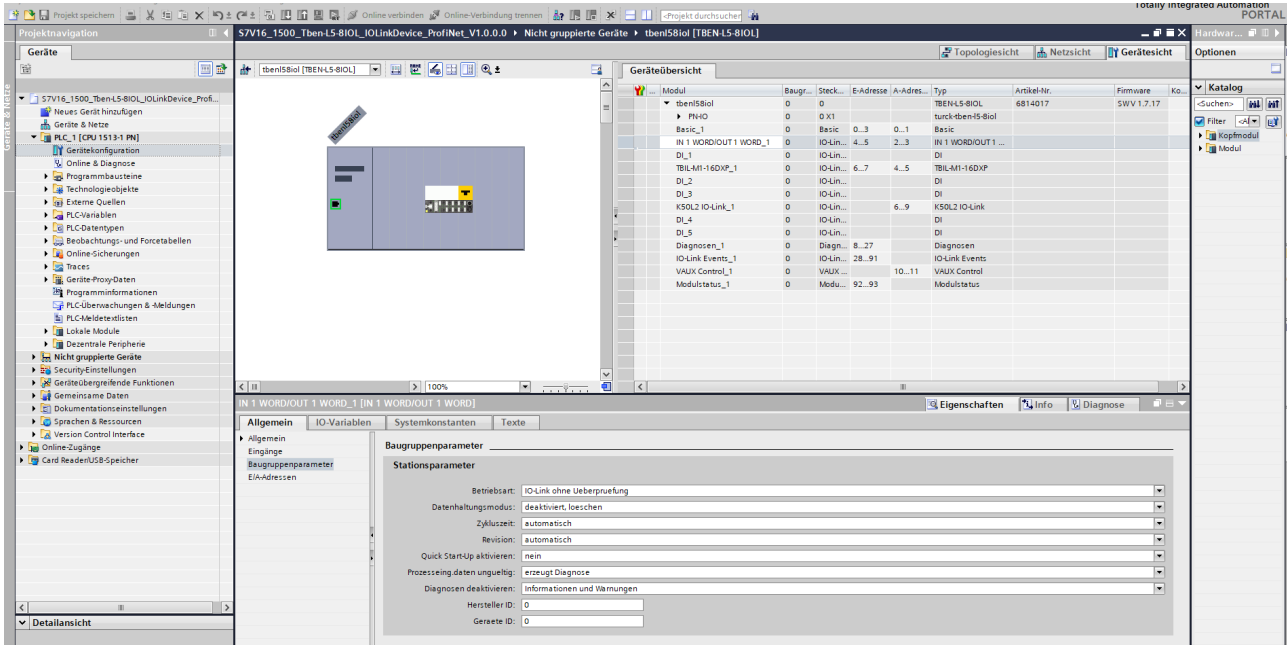 Totally Integrated Automation
PORTAL
Projekt speichern
Online verbinden
Online-Verbindung trennen
<Projekt durchsuchen
Projektnavigation
S7V16_1500_Tben-L5-8IOL_IOLinkDevice_ProfiNet_V1.0.0.0 ▸ Nicht gruppierte Geräte ▸ tbenl58iol [TBEN-L5-8IOL]
Hardwar...
Geräte
Topologiesicht
Netzsicht
Gerätesicht
Optionen
tbenl58iol [TBEN-L5-8IOL]
Geräteübersicht
Geräte & Netze
S7V16_1500_Tben-L5-8IOL_IOLinkDevice_Profi...
Neues Gerät hinzufügen
Geräte & Netze
PLC_1 [CPU 1513-1 PN]
Gerätekonfiguration
Online & Diagnose
Programmbausteine
Technologieobjekte
Externe Quellen
PLC-Variablen
PLC-Datentypen
Beobachtungs- und Forcetabellen
Online-Sicherungen
Traces
Geräte-Proxy-Daten
Programminformationen
PLC-Überwachungen & -Meldungen
PLC-Meldetextlisten
Lokale Module
Dezentrale Peripherie
Nicht gruppierte Geräte
Security-Einstellungen
Geräteübergreifende Funktionen
Gemeinsame Daten
Dokumentationseinstellungen
Sprachen & Ressourcen
Version Control Interface
Online-Zugänge
Card Reader/USB-Speicher
Detailansicht
tbenl58iol
100%
... Modul Baugr... Steck... E-Adresse A-Adres... Typ Artikel-Nr. Firmware Ko...
tbenl58iol 0 0 TBEN-L5-8IOL 6814017 SW V 1.7.17
PN-IO 0 0 X1 turck-tben-l5-8iol
Basic_1 0 Basic 0...3 0...1 Basic
IN 1 WORD/OUT 1 WORD_1 0 IO-Lin... 4...5 2...3 IN 1 WORD/OUT 1 ...
DI_1 0 IO-Lin... DI
TBIL-M1-16DXP_1 0 IO-Lin... 6...7 4...5 TBIL-M1-16DXP
DI_2 0 IO-Lin... DI
DI_3 0 IO-Lin... DI
K50L2 IO-Link_1 0 IO-Lin... 6...9 K50L2 IO-Link
DI_4 0 IO-Lin... DI
DI_5 0 IO-Lin... DI
Diagnosen_1 0 Diagn... 8...27 Diagnosen
IO-Link Events_1 0 IO-Lin... 28...91 IO-Link Events
VAUX Control_1 0 VAUX ... 10...11 VAUX Control
Modulstatus_1 0 Modu... 92...93 Modulstatus
Katalog
<Suchen>
Filter
Kopfmodul
Modul
IN 1 WORD/OUT 1 WORD_1 [IN 1 WORD/OUT 1 WORD]
Eigenschaften
Info
Diagnose
Allgemein
IO-Variablen
Systemkonstanten
Texte
Allgemein
Eingänge
Baugruppenparameter
E/A-Adressen
Baugruppenparameter
Stationsparameter
Betriebsart: IO-Link ohne Ueberpruefung
Datenhaltungsmodus: deaktiviert, loeschen
Zykluszeit: automatisch
Revision: automatisch
Quick Start-Up aktivieren: nein
Prozesseing.daten ungueltig: erzeugt Diagnose
Diagnosen deaktivieren: Informationen und Warnungen
Hersteller ID: 0
Geraete ID: 0